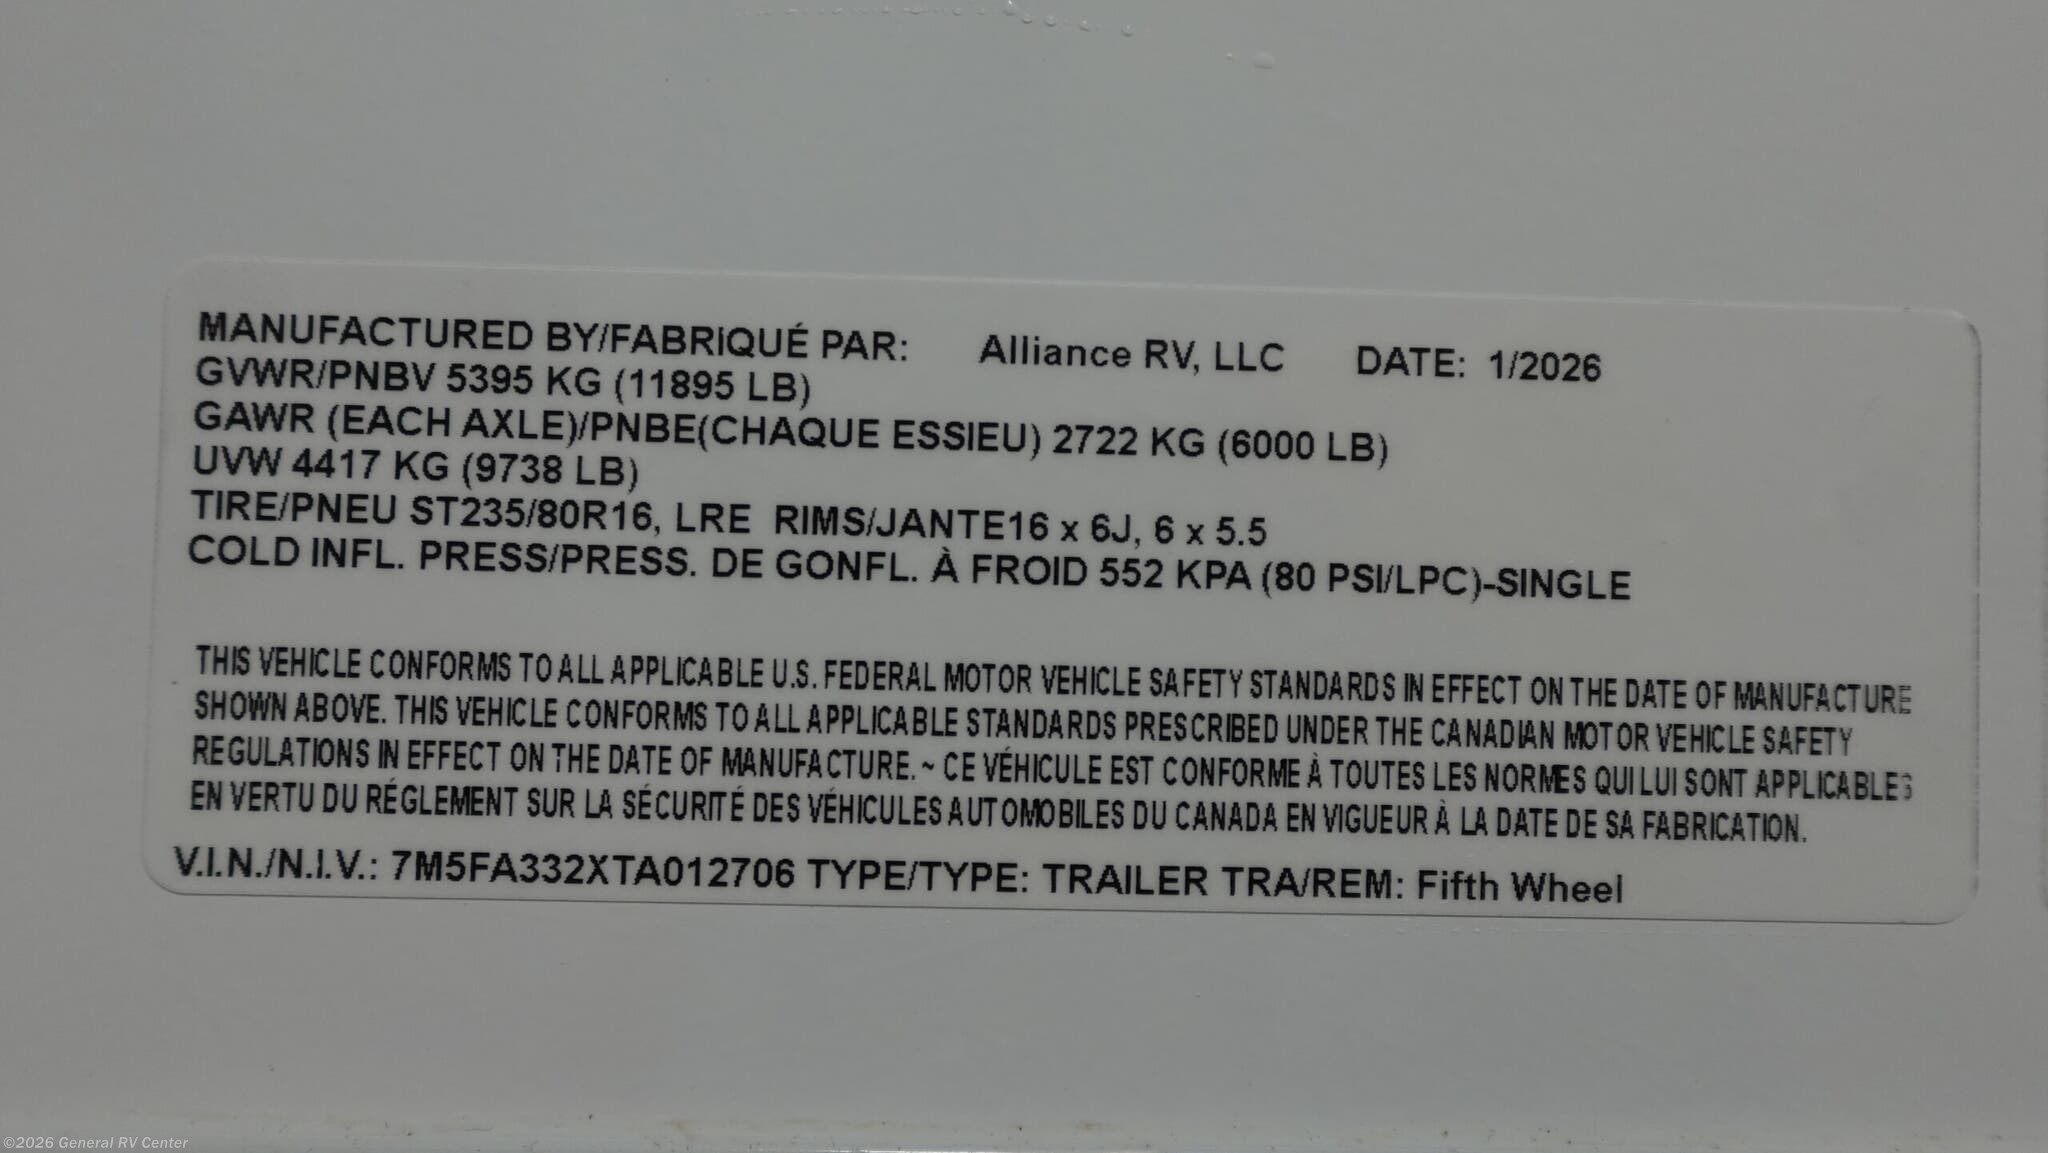 MANUFACTURED BY/FABRIQUÉ PAR: Alliance RV, LLC DATE: 1/2026
GVWR/PNBV 5395 KG (11895 LB)
GAWR (EACH AXLE)/PNBE(CHAQUE ESSIEU) 2722 KG (6000 LB)
UVW 4417 KG (9738 LB)
TIRE/PNEU ST235/80R16, LRE RIMS/JANTE16 x 6J, 6 x 5.5
COLD INFL. PRESS/PRESS. DE GONFL. À FROID 552 KPA (80 PSI/LPC)-SINGLE
THIS VEHICLE CONFORMS TO ALL APPLICABLE U.S. FEDERAL MOTOR VEHICLE SAFETY STANDARDS IN EFFECT ON THE DATE OF MANUFACTURE
SHOWN ABOVE. THIS VEHICLE CONFORMS TO ALL APPLICABLE STANDARDS PRESCRIBED UNDER THE CANADIAN MOTOR VEHICLE SAFETY
REGULATIONS IN EFFECT ON THE DATE OF MANUFACTURE. ~ CE VÉHICULE EST CONFORME À TOUTES LES NORMES QUI LUI SONT APPLICABLES
EN VERTU DU RÉGLEMENT SUR LA SÉCURITÉ DES VÉHICULES AUTOMOBILES DU CANADA EN VIGUEUR À LA DATE DE SA FABRICATION.
V.I.N./N.I.V.: 7M5FA332XTA012706 TYPE/TYPE: TRAILER TRA/REM: Fifth Wheel
©2026 General RV Center